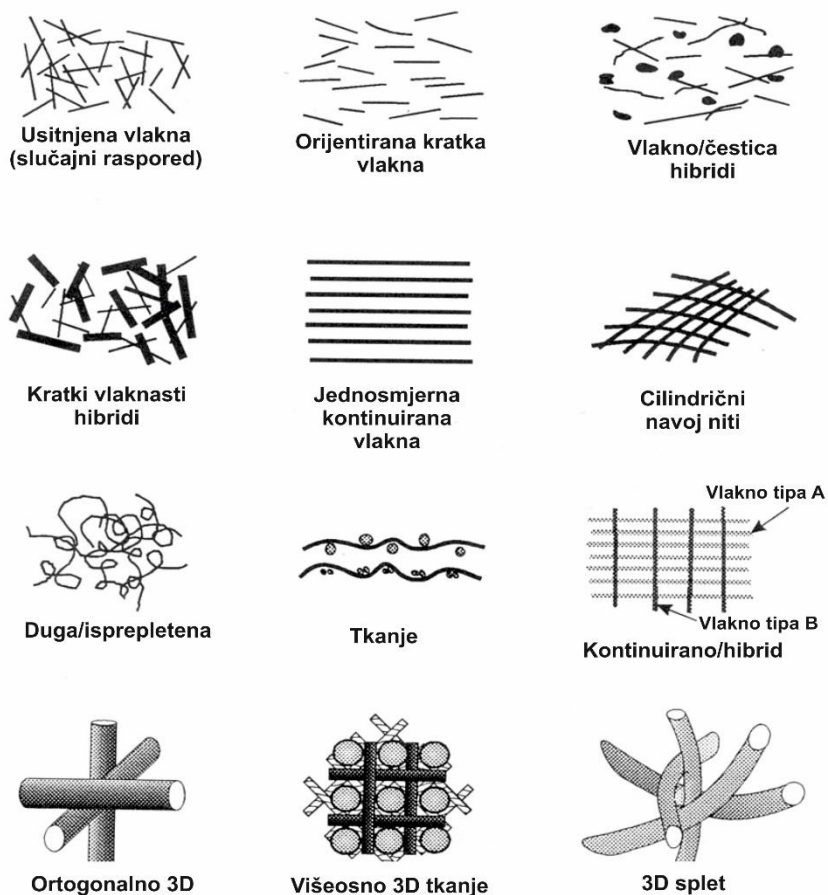 Usitnjena vlakna
(slučajni raspored)
Orijentirana kratka
vlakna
Vlakno/čestica
hibridi
Kratki vlaknasti
hibridi
Jednosmjerna
kontinuirana
vlakna
Cilindrični
navoj niti
Duga/isprepletena
Tkanje
Vlakno tipa A
Vlakno tipa B
Kontinuirano/hibrid
Ortogonalno 3D
Višeosno 3D tkanje
3D splet